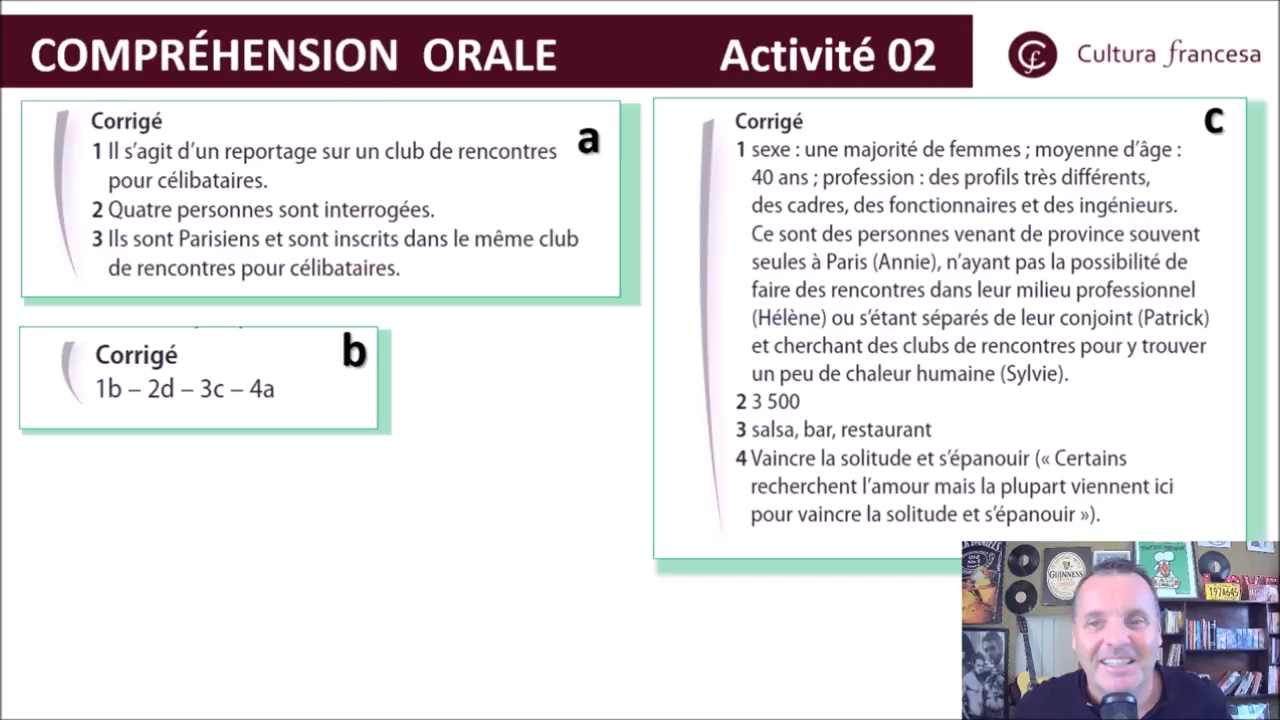 COMPRÉHENSION ORALE
Activité 02
Cultura francesa
Corrigé
a
1 Il s'agit d'un reportage sur un club de rencontres
pour célibataires.
2 Quatre personnes sont interrogées.
3 Ils sont Parisiens et sont inscrits dans le même club
de rencontres pour célibataires.
Corrigé
b
1b – 2d – 3c – 4a
Corrigé
c
1 sexe : une majorité de femmes ; moyenne d'âge :
40 ans ; profession : des profils très différents,
des cadres, des fonctionnaires et des ingénieurs.
Ce sont des personnes venant de province souvent
seules à Paris (Annie), n'ayant pas la possibilité de
faire des rencontres dans leur milieu professionnel
(Hélène) ou s'étant séparés de leur conjoint (Patrick)
et cherchant des clubs de rencontres pour y trouver
un peu de chaleur humaine (Sylvie).
2 3 500
3 salsa, bar, restaurant
4 Vaincre la solitude et s'épanouir (« Certains
recherchent l'amour mais la plupart viennent ici
pour vaincre la solitude et s'épanouir »).
GUINNESS